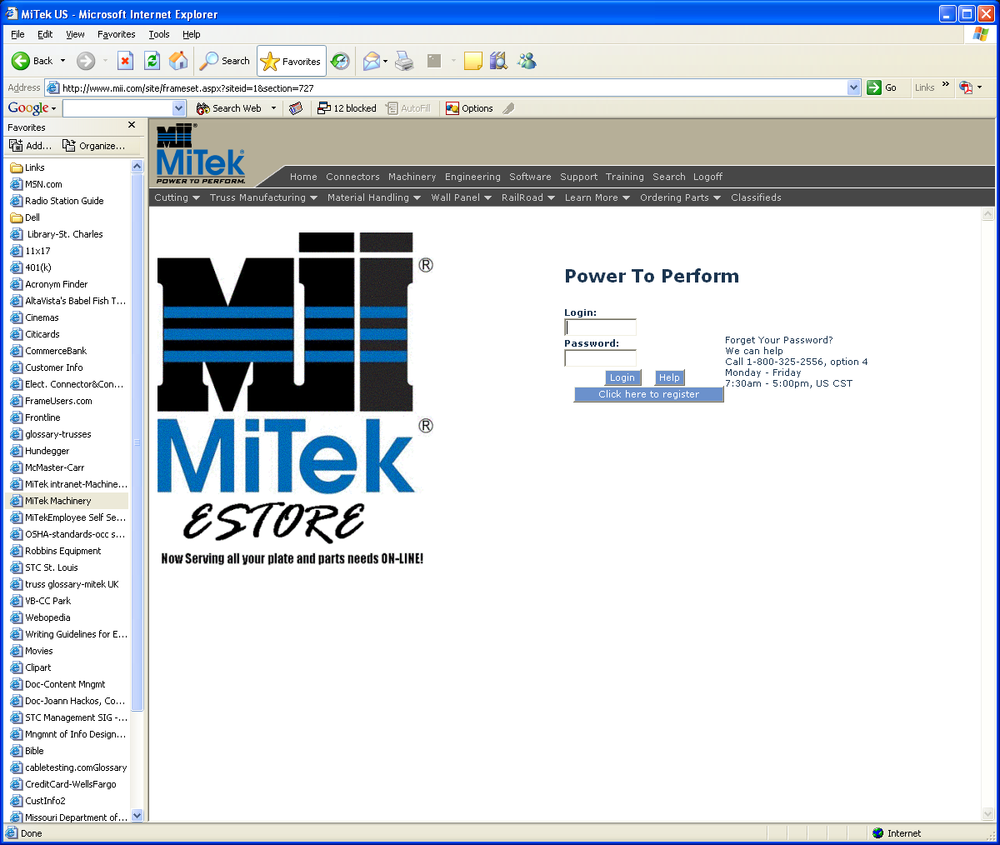 MiTek US - Microsoft Internet Explorer
File Edit View Favorites Tools Help
Back Search Favorites
Address http://www.mii.com/site/frameset.aspx?siteid=1&section=727 Go Links »
Google Search Web 12 blocked AutoFill Options
Favorites
Add... Organize...
Links
MSN.com
Radio Station Guide
Dell
Library-St. Charles
11x17
401(k)
Acronym Finder
AltaVista's Babel Fish T...
Cinemas
Citicards
CommerceBank
Customer Info
Elect. Connector&Con...
FrameUsers.com
Frontline
glossary-trusses
Hundegger
McMaster-Carr
MiTek intranet-Machine...
MiTek Machinery
MiTekEmployee Self Se...
OSHA-standards-occ s...
Robbins Equipment
STC St. Louis
truss glossary-mitek UK
VB-CC Park
Webopedia
Writing Guidelines for E...
Movies
Clipart
Doc-Content Mngmt
Doc-Joann Hackos, Co...
STC Management SIG -...
Mngmnt of Info Design...
Bible
cabletesting.comGlossary
CreditCard-WellsFargo
CustInfo2
Missouri Department of...
Mii®
MiTek®
POWER TO PERFORM.
Home Connectors Machinery Engineering Software Support Training Search Logoff
Cutting Truss Manufacturing Material Handling Wall Panel RailRoad Learn More Ordering Parts Classifieds
Mii®
MiTek®
ESTORE
Now Serving all your plate and parts needs ON-LINE!
Power To Perform
Login:
Password:
Login Help
Click here to register
Forget Your Password?
We can help
Call 1-800-325-2556, option 4
Monday - Friday
7:30am - 5:00pm, US CST
Done Internet